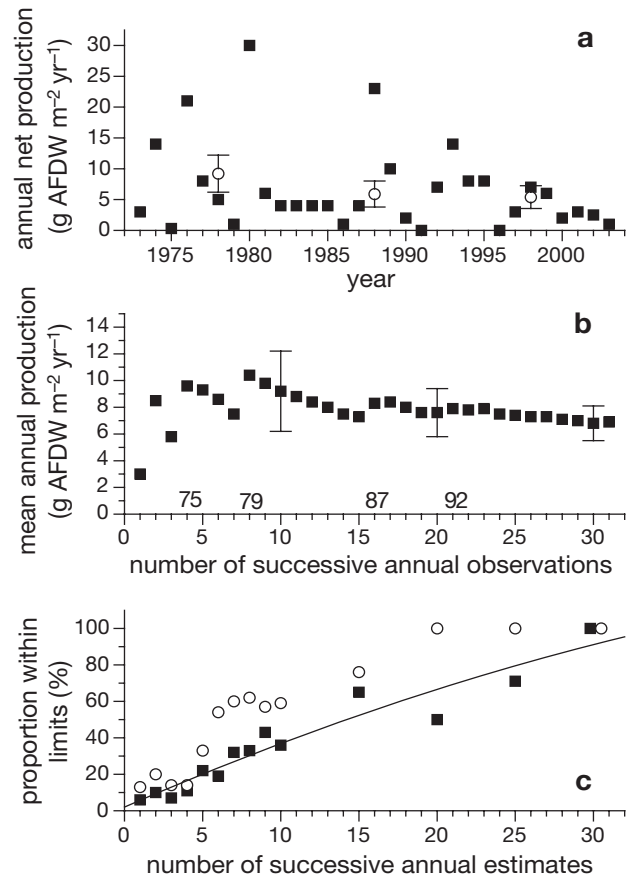 a
annual net production
(g AFDW m⁻² yr⁻¹)
30
25
20
15
10
5
0
1975 1980 1985 1990 1995 2000
year
b
mean annual production
(g AFDW m⁻² yr⁻¹)
14
12
10
8
6
4
2
0
75 79 87 92
0 5 10 15 20 25 30
number of successive annual observations
proportion within
limits (%)
100
80
60
40
20
0
c
0 5 10 15 20 25 30
number of successive annual estimates